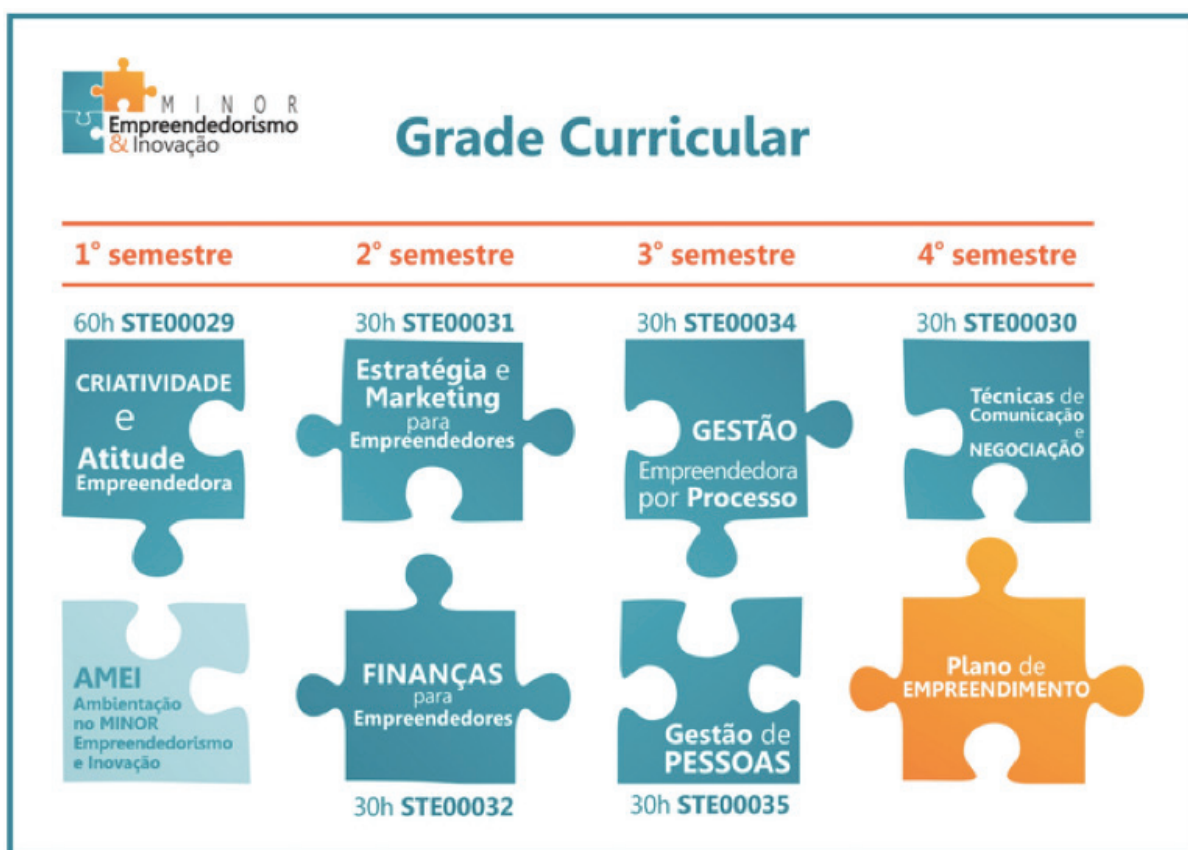 MINOR
Empreendedorismo
& Inovação
Grade Curricular
1° semestre
2° semestre
3° semestre
4° semestre
60h STE00029
30h STE00031
30h STE00034
30h STE00030
CRIATIVIDADE
e
Atitude
Empreendedora
Estratégia e
Marketing
para
Empreendedores
GESTÃO
Empreendedora
por Processo
Técnicas de
Comunicação
e
NEGOCIAÇÃO
AMEI
Ambientação
no MINOR
Empreendedorismo
e Inovação
FINANÇAS
para
Empreendedores
Gestão de
PESSOAS
Plano de
EMPREENDIMENTO
30h STE00032
30h STE00035